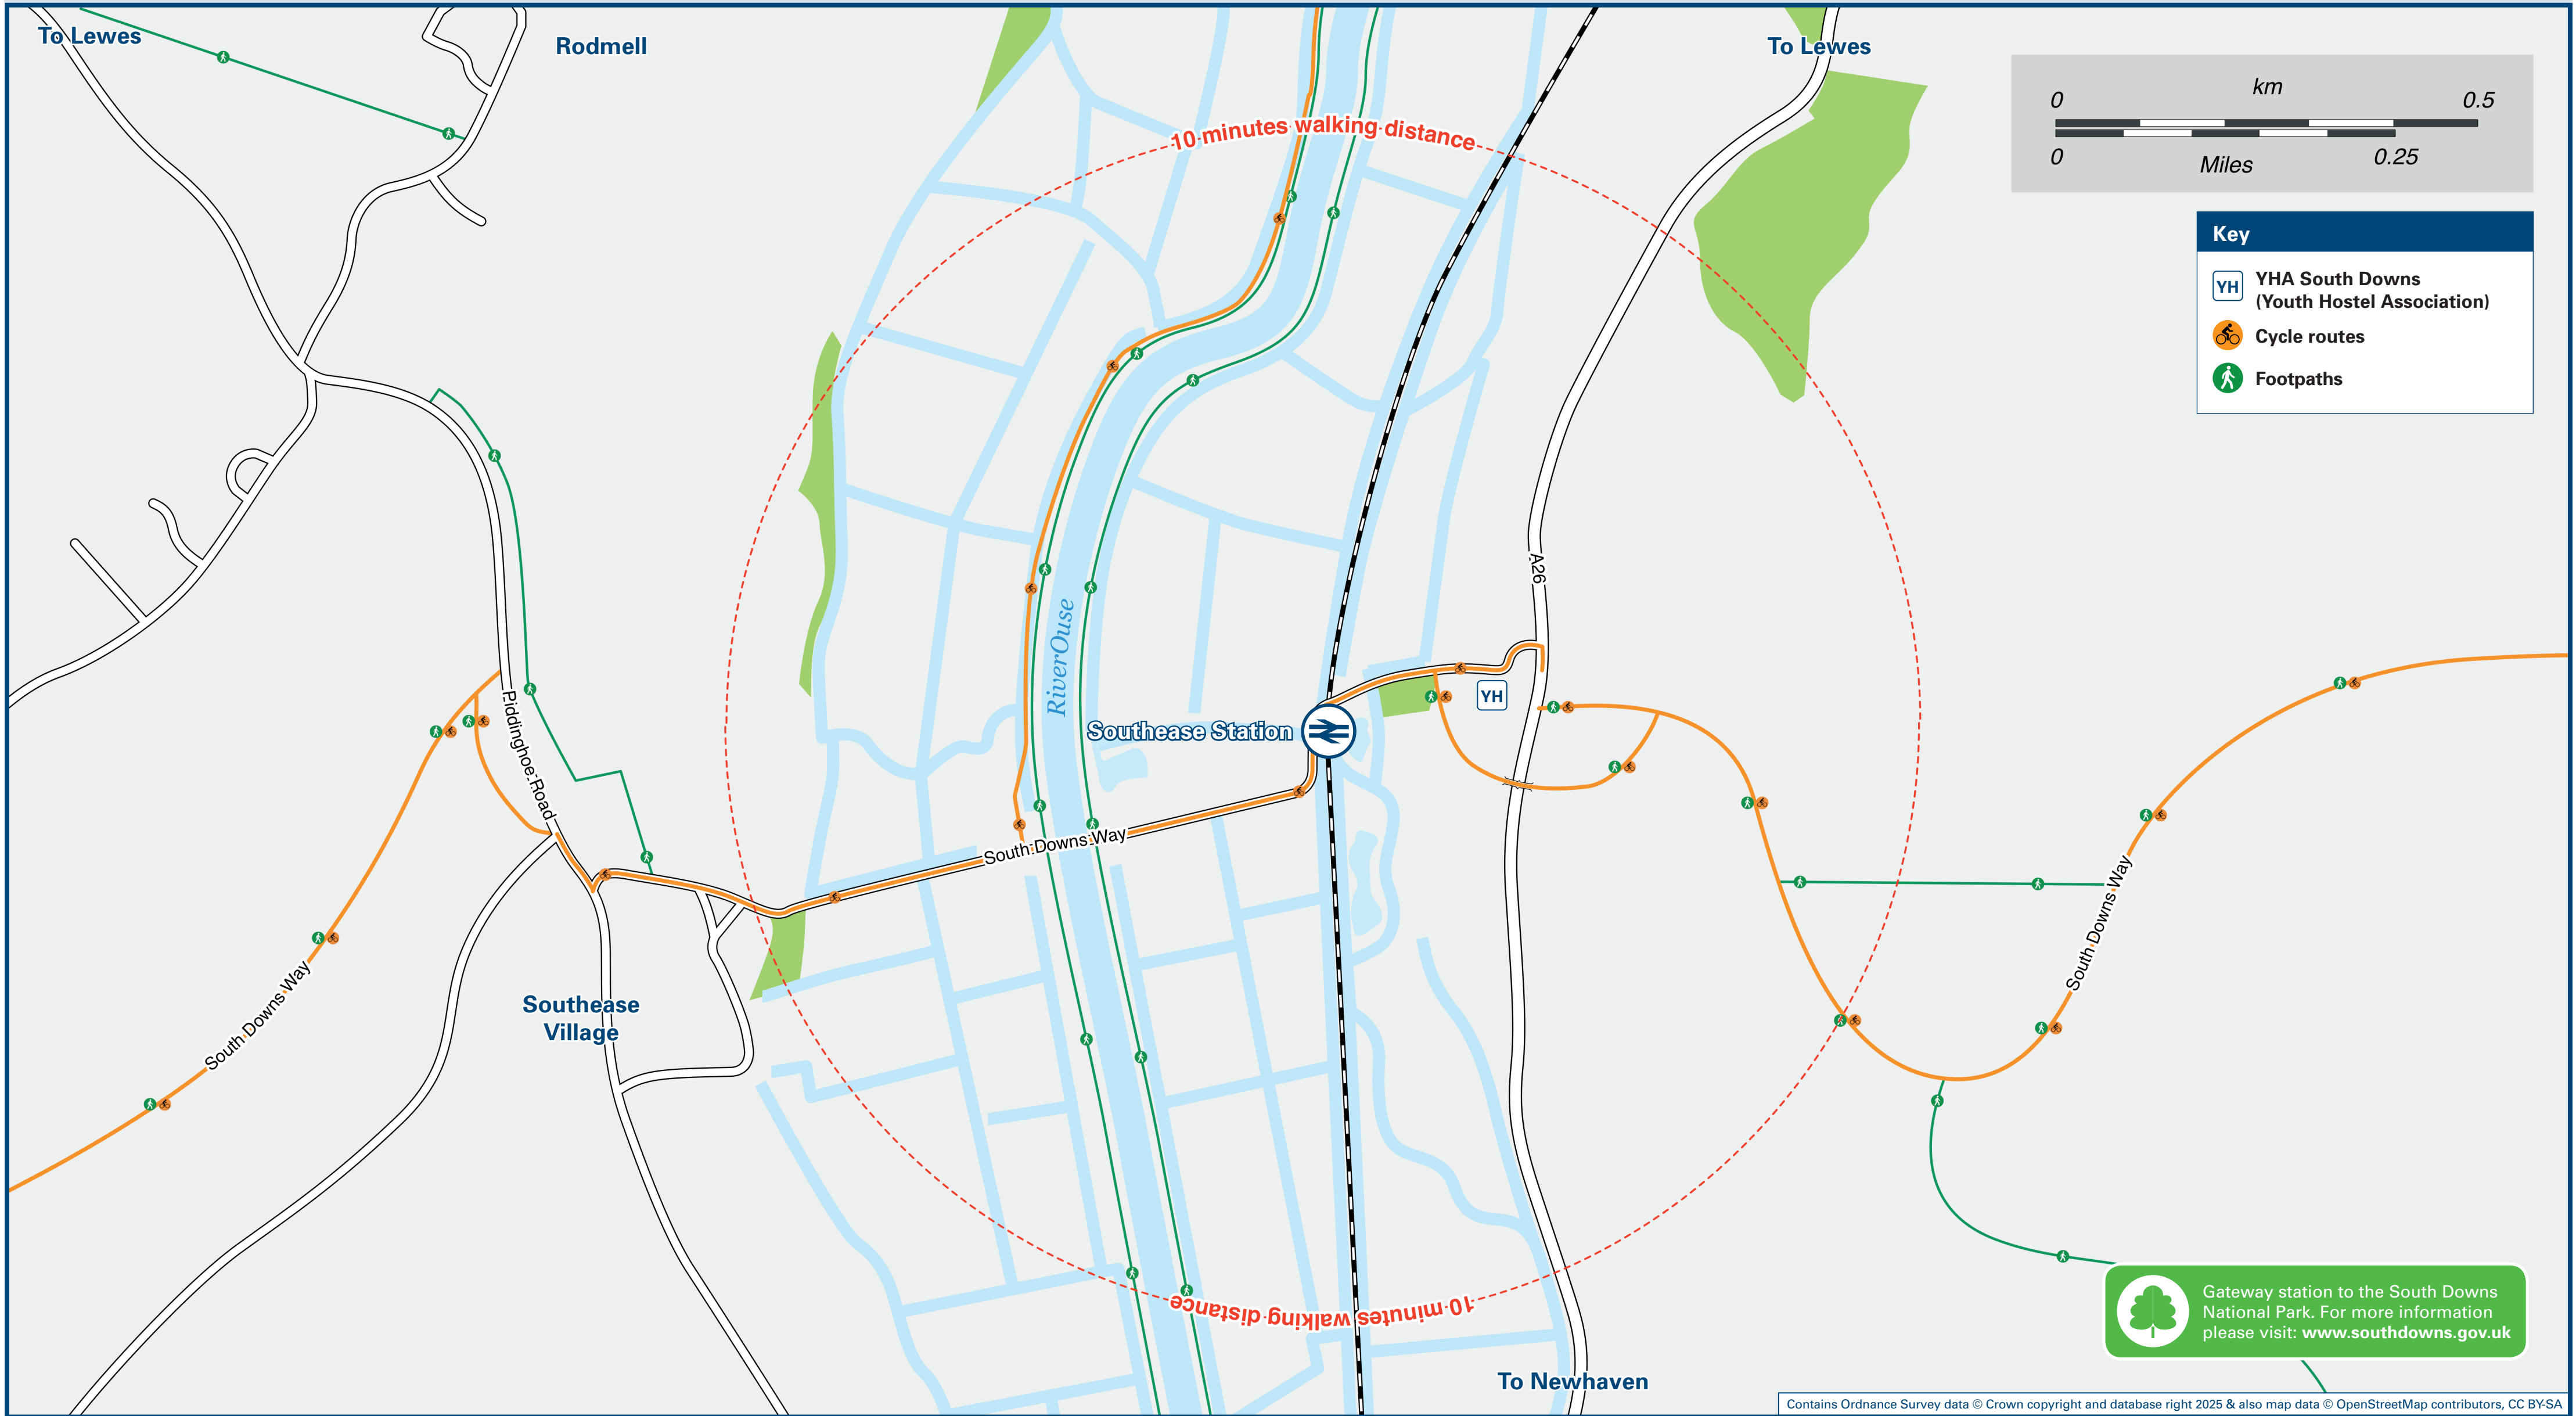 To Lewes
Rodmell
To Lewes
0
km
0.5
0
Miles
0.25
10 minutes walking distance
Key
YH
YHA South Downs
(Youth Hostel Association)
Cycle routes
Footpaths
A26
River Ouse
YH
Southease Station
Piddinghoe Road
South Downs Way
South Downs Way
South Downs Way
Southease
Village
10 minutes walking distance
Gateway station to the South Downs
National Park. For more information
please visit: www.southdowns.gov.uk
To Newhaven
Contains Ordnance Survey data © Crown copyright and database right 2025 & also map data © OpenStreetMap contributors, CC BY-SA